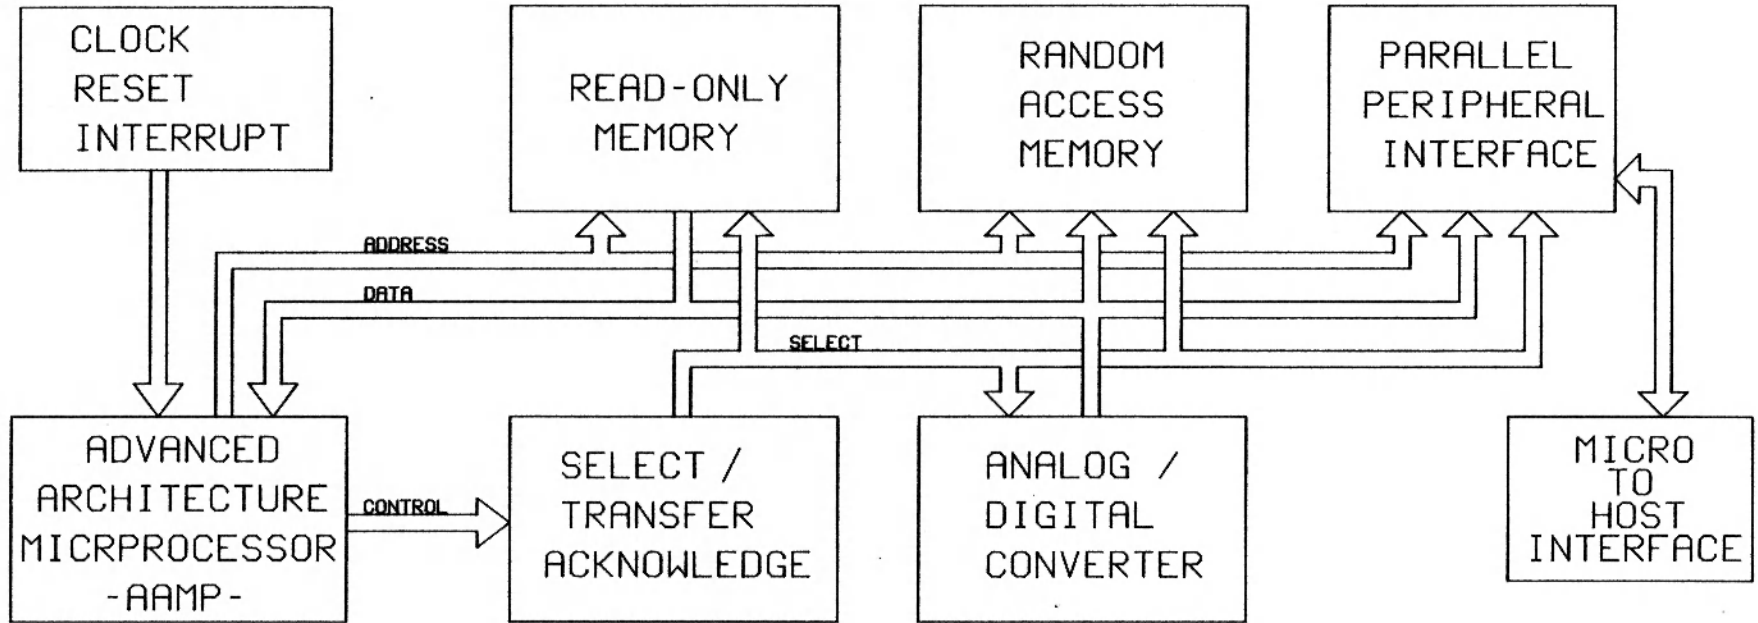 CLOCK
RESET
INTERRUPT
READ-ONLY
MEMORY
RANDOM
ACCESS
MEMORY
PARALLEL
PERIPHERAL
INTERFACE
ADDRESS
DATA
SELECT
ADVANCED
ARCHITECTURE
MICRPROCESSOR
-AAMP-
CONTROL
SELECT /
TRANSFER
ACKNOWLEDGE
ANALOG /
DIGITAL
CONVERTER
MICRO
TO
HOST
INTERFACE